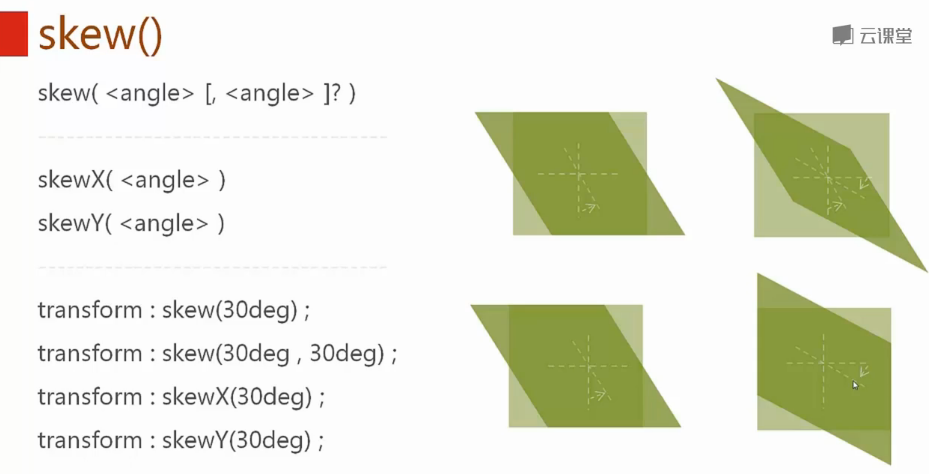 skew()
云课堂
skew( <angle> [, <angle> ]? )
skewX( <angle> )
skewY( <angle> )
transform : skew(30deg) ;
transform : skew(30deg , 30deg) ;
transform : skewX(30deg) ;
transform : skewY(30deg) ;